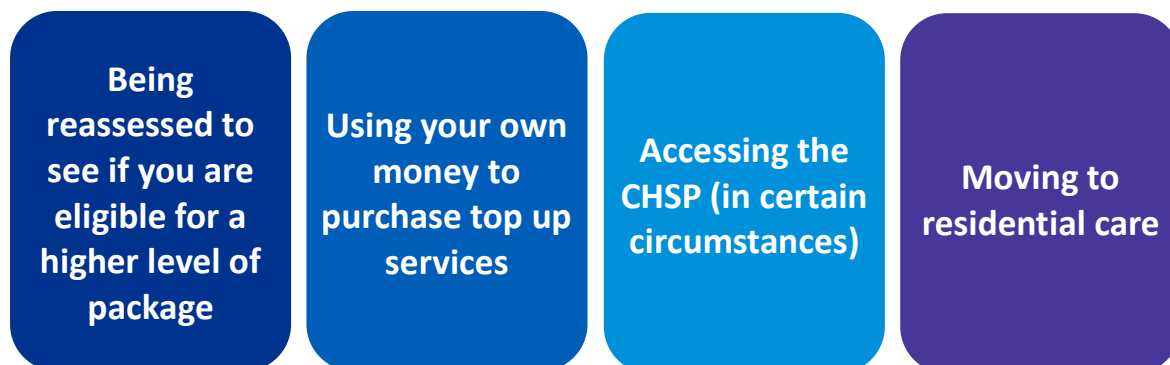 Being
reassessed to
see if you are
eligible for a
higher level of
package
Using your own
money to
purchase top up
services
Accessing the
CHSP (in certain
circumstances)
Moving to
residential care